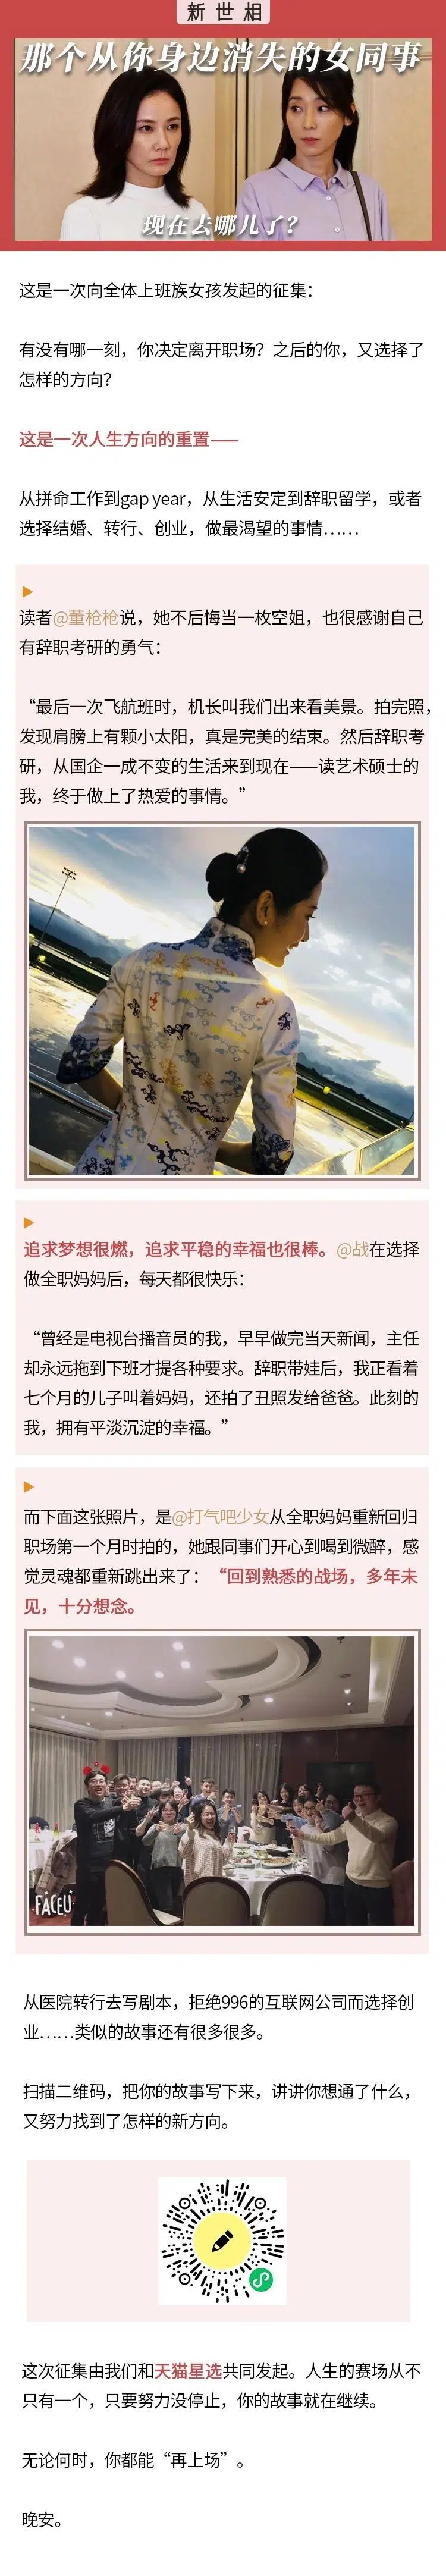 新世相
那个从你身边消失的女同事
现在去哪儿了？
这是一次向全体上班族女孩发起的征集：
有没有哪一刻，你决定离开职场？之后的你，又选择了
怎样的方向？
这是一次人生方向的重置——
从拼命工作到gap year，从生活安定到辞职留学，或者
选择结婚、转行、创业，做最渴望的事情……
读者@董枪枪说，她不后悔当一枚空姐，也很感谢自己
有辞职考研的勇气：
“最后一次飞航班时，机长叫我们出来看美景。拍完照，
发现肩膀上有颗小太阳，真是完美的结束。然后辞职考
研，从国企一成不变的生活来到现在——读艺术硕士的
我，终于做上了热爱的事情。”
追求梦想很燃，追求平稳的幸福也很棒。@战在选择
做全职妈妈后，每天都很快乐：
“曾经是电视台播音员的我，早早做完当天新闻，主任
却永远拖到下班才提各种要求。辞职带娃后，我正看着
七个月的儿子叫着妈妈，还拍了丑照发给爸爸。此刻的
我，拥有平淡沉淀的幸福。”
而下面这张照片，是@打气吧少女从全职妈妈重新回归
职场第一个月时拍的，她跟同事们开心到喝到微醉，感
觉灵魂都重新跳出来了：“回到熟悉的战场，多年未
见，十分想念。
FACEU
从医院转行去写剧本，拒绝996的互联网公司而选择创
业……类似的故事还有很多很多。
扫描二维码，把你的故事写下来，讲讲你想通了什么，
又努力找到了怎样的新方向。
这次征集由我们和天猫星选共同发起。人生的赛场从不
只有一个，只要努力没停止，你的故事就在继续。
无论何时，你都能“再上场”。
晚安。